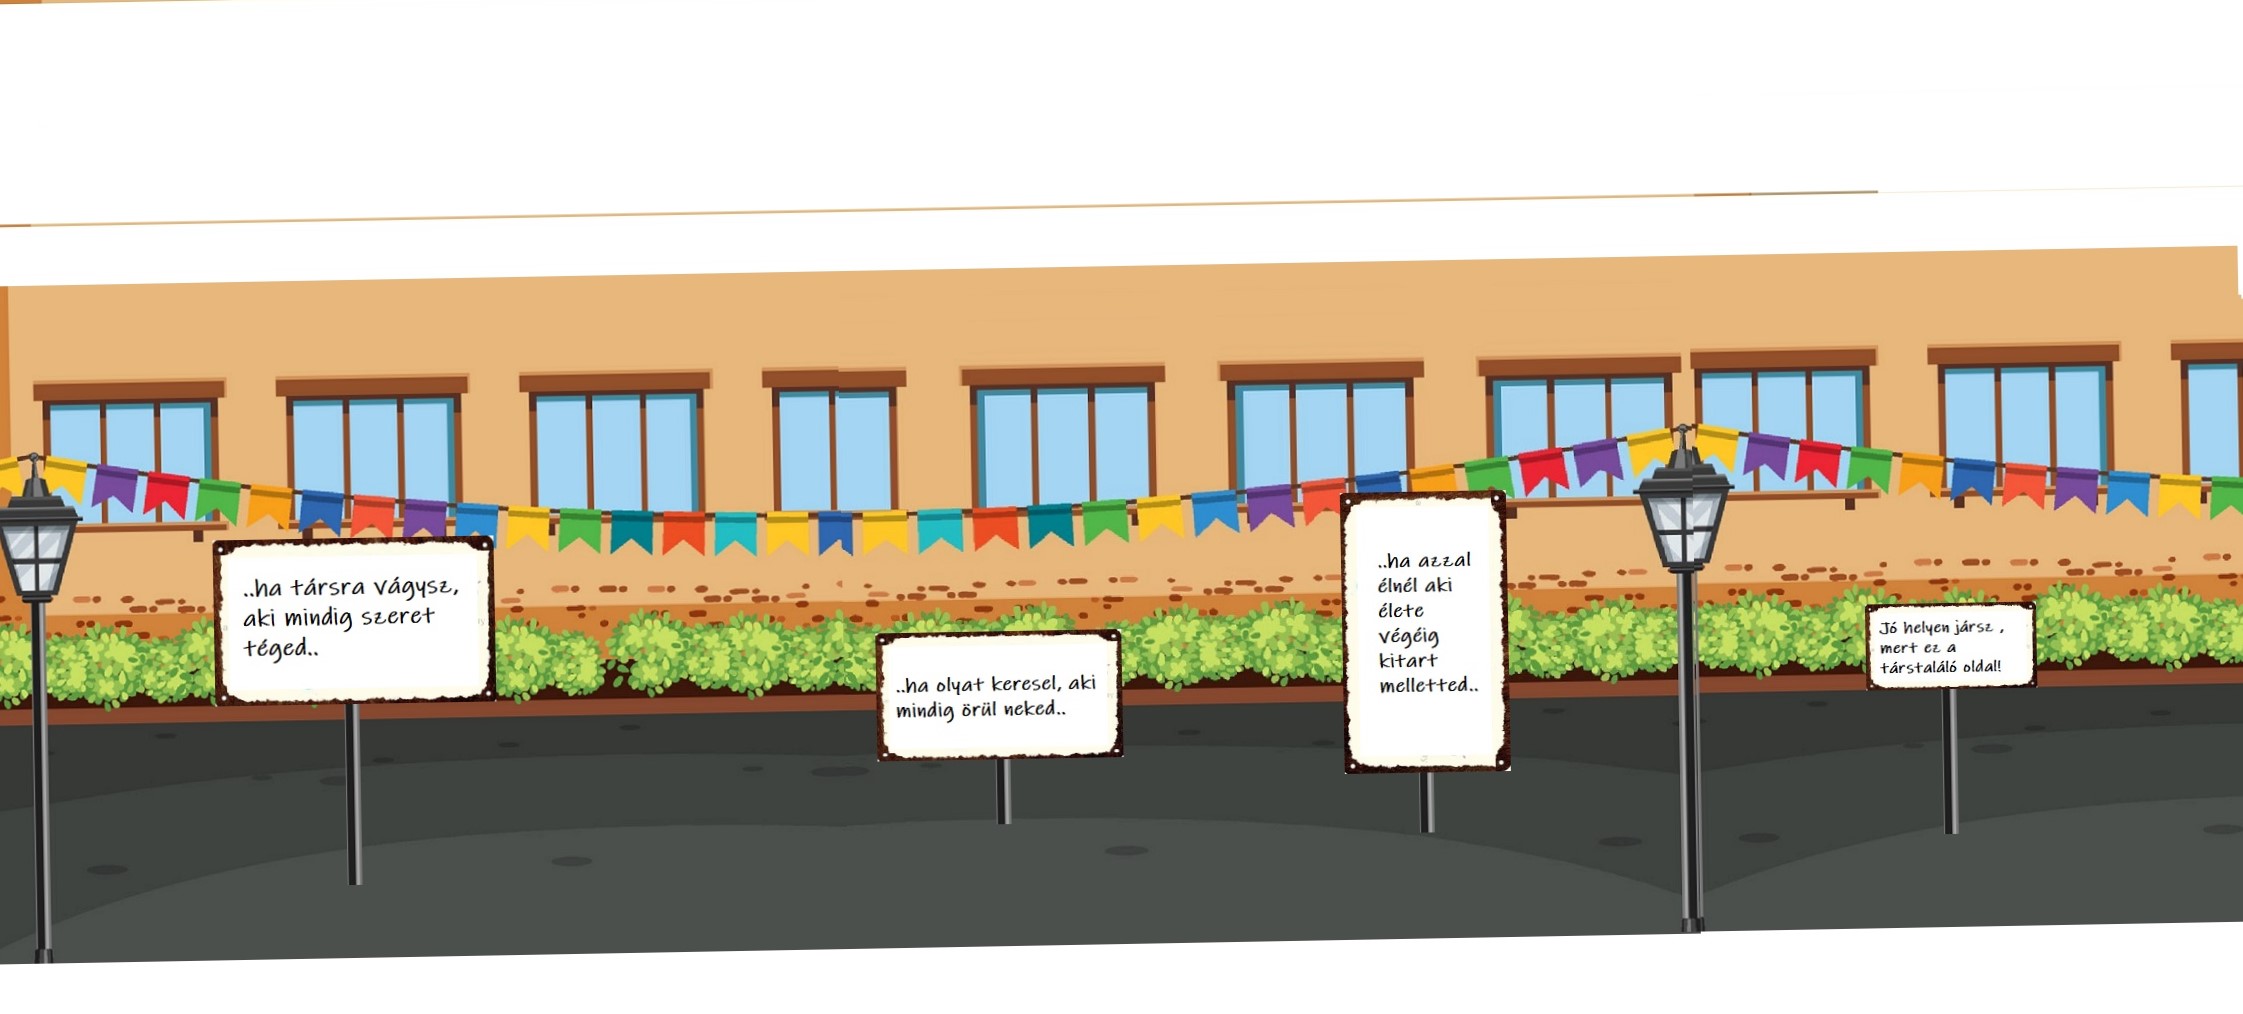 ..ha társra vágysz,
aki mindig szeret
téged..
..ha olyat keresel, aki
mindig örül neked..
..ha azzal
élnél aki
élete
végéig
kitart
melletted..
Jó helyen jársz ,
mert ez a
társtaláló oldal!